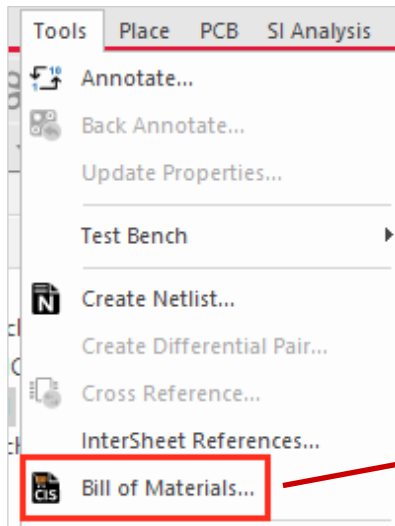 Tools Place PCB SI Analysis
Annotate...
Back Annotate...
Update Properties...
Test Bench
N Create Netlist...
Create Differential Pair...
Cross Reference...
InterSheet References...
CIS Bill of Materials...